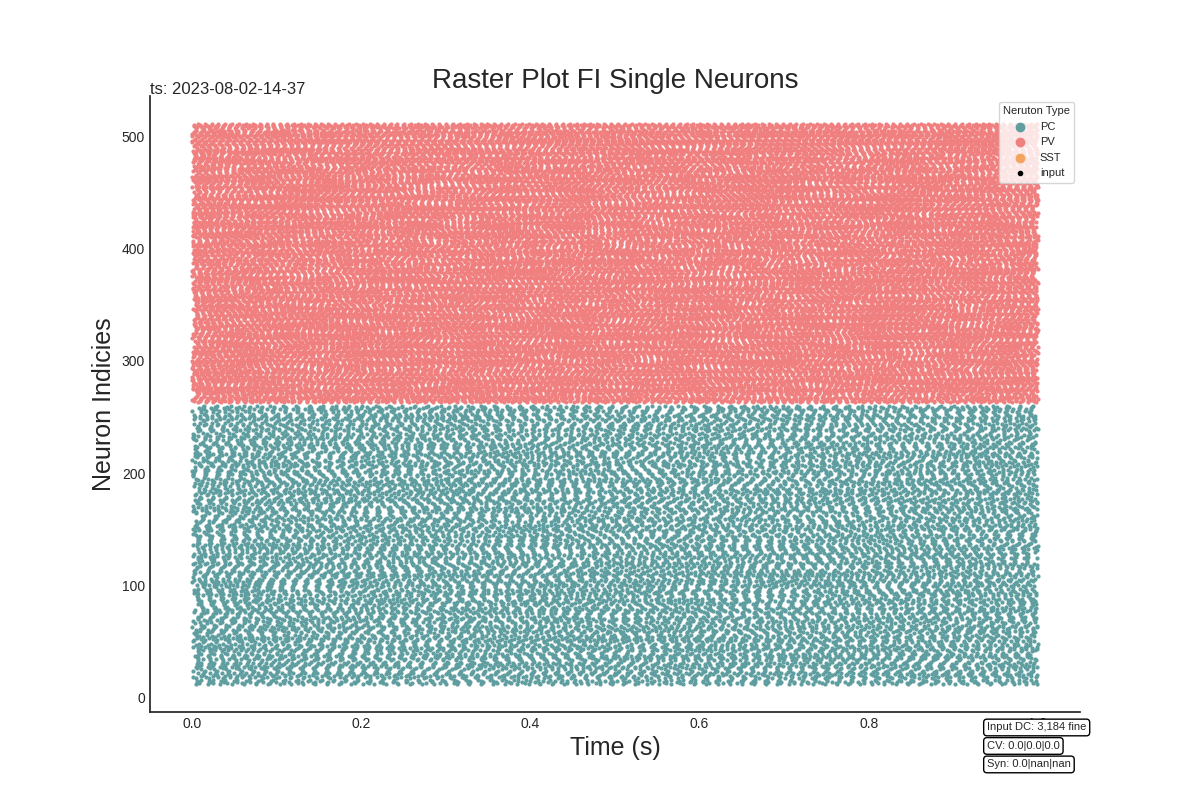 Raster Plot FI Single Neurons
ts: 2023-08-02-14-37
Neruton Type
PC
PV
SST
input
500
400
300
200
100
0
Neuron Indicies
0.0 0.2 0.4 0.6 0.8
Time (s)
Input DC: 3,184 fine
CV: 0.0|0.0|0.0
Syn: 0.0|nan|nan